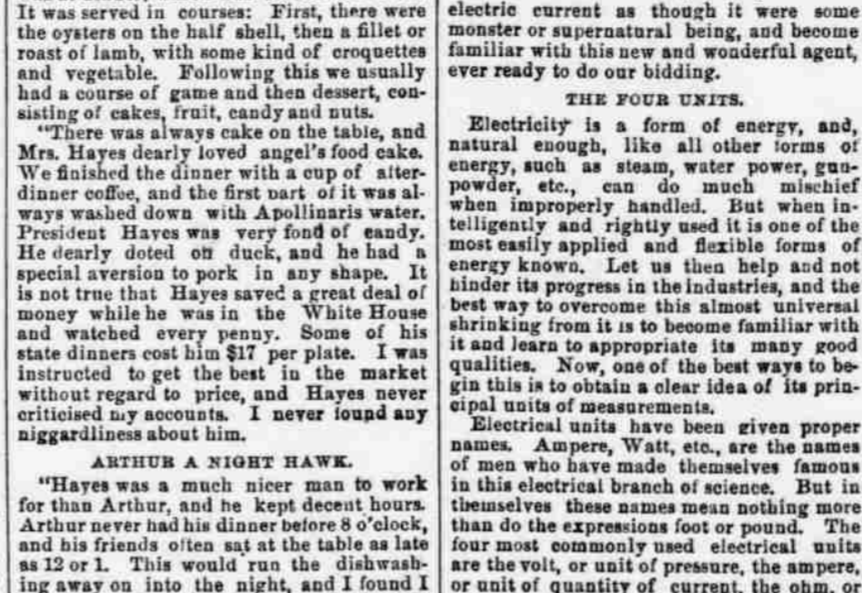 It was served in courses: First, there were
the oysters on the half shell, then a fillet or
roast of lamb, with some kind of croquettes
and vegetable. Following this we usually
had a course of game and then dessert, con-
sisting of cakes, fruit, candy and nuts.
"There was always cake on the table, and
Mrs. Hayes dearly loved angel's food cake.
We finished the dinner with a cup of after-
dinner coffee, and the first part of it was al-
ways washed down with Apollinaris water.
President Hayes was very fond of candy.
He dearly doted on duck, and he had a
special aversion to pork in any shape. It
is not true that Hayes saved a great deal of
money while he was in the White House
and watched every penny. Some of his
state dinners cost him $17 per plate. I was
instructed to get the best in the market
without regard to price, and Hayes never
criticised my accounts. I never found any
niggardliness about him.
ARTHUR A NIGHT HAWK.
"Hayes was a much nicer man to work
for than Arthur, and he kept decent hours.
Arthur never had his dinner before 8 o'clock,
and his friends often sat at the table as late
as 12 or 1. This would run the dishwash-
ing away on into the night, and I found I
electric current as though it were some
monster or supernatural being, and become
familiar with this new and wonderful agent,
ever ready to do our bidding.
THE FOUR UNITS.
Electricity is a form of energy, and,
natural enough, like all other forms of
energy, such as steam, water power, gun-
powder, etc., can do much mischief
when improperly handled. But when in-
telligently and rightly used it is one of the
most easily applied and flexible forms of
energy known. Let us then help and not
hinder its progress in the industries, and the
best way to overcome this almost universal
shrinking from it is to become familiar with
it and learn to appropriate its many good
qualities. Now, one of the best ways to be-
gin this is to obtain a clear idea of its prin-
cipal units of measurements.
Electrical units have been given proper
names. Ampere, Watt, etc., are the names
of men who have made themselves famous
in this electrical branch of science. But in
themselves these names mean nothing more
than do the expressions foot or pound. The
four most commonly used electrical units
are the volt, or unit of pressure, the ampere,
or unit of quantity of current, the ohm, or